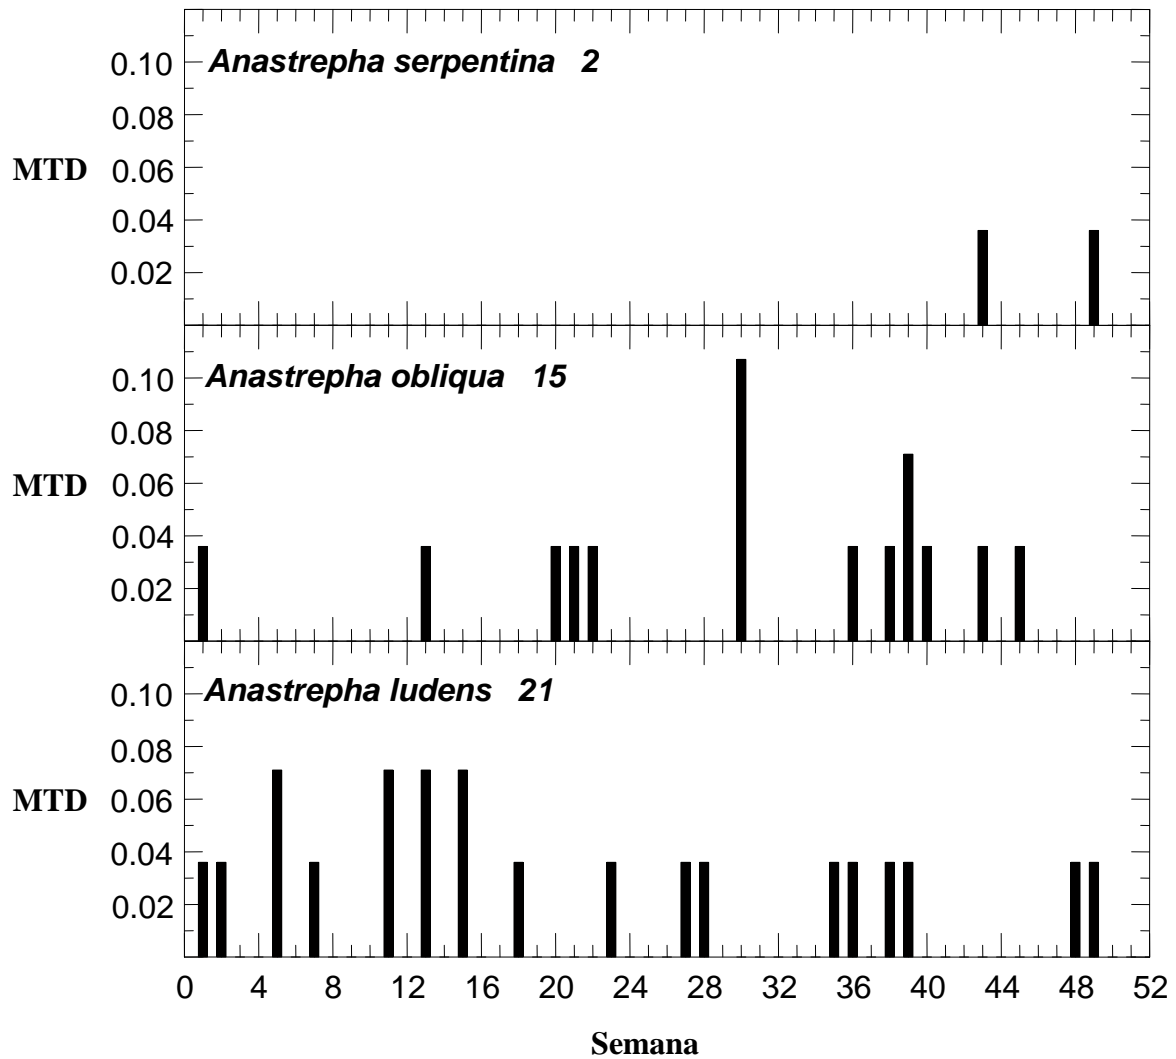 Anastrepha serpentina 2
MTD
0.10
0.08
0.06
0.04
0.02
Anastrepha obliqua 15
MTD
0.10
0.08
0.06
0.04
0.02
Anastrepha ludens 21
MTD
0.10
0.08
0.06
0.04
0.02
0 4 8 12 16 20 24 28 32 36 40 44 48 52
Semana